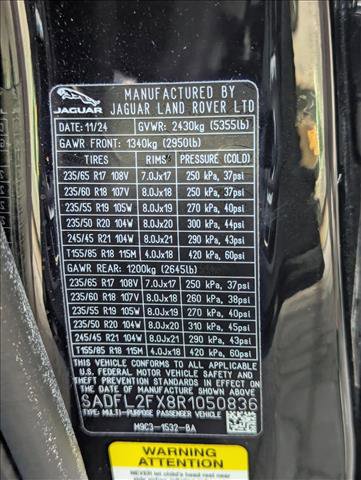 JAGUAR
MANUFACTURED BY
JAGUAR LAND ROVER LTD
DATE: 11/24 GVWR: 2430kg (5355lb)
GAWR FRONT: 1340kg (2950lb)
TIRES RIMS PRESSURE (COLD)
235/65 R17 108V 7.0Jx17 250 kPa, 37psi
235/60 R18 107V 8.0Jx18 250 kPa, 37psi
235/55 R19 105W 8.0Jx19 270 kPa, 40psi
235/50 R20 104W 8.0Jx20 300 kPa, 44psi
245/45 R21 104W 8.0Jx21 290 kPa, 43psi
T155/85 R18 115M 4.0Jx18 420 kPa, 60psi
GAWR REAR: 1200kg (2645lb)
235/65 R17 108V 7.0Jx17 250 kPa, 37psi
235/60 R18 107V 8.0Jx18 260 kPa, 38psi
235/55 R19 105W 8.0Jx19 270 kPa, 40psi
235/50 R20 104W 8.0Jx20 310 kPa, 45psi
245/45 R21 104W 8.0Jx21 290 kPa, 43psi
T155/85 R18 115M 4.0Jx18 420 kPa, 60psi
THIS VEHICLE CONFORMS TO ALL APPLICABLE
U.S. FEDERAL MOTOR VEHICLE SAFETY
STANDARDS IN EFFECT ON THE DATE OF
MANUFACTURE SHOWN ABOVE.
SADFL2FX8R1050836
TYPE: MULTI-PURPOSE PASSENGER VEHICLE
M9C3-1532-BA
WARNING
EFFECT OF CHILD'S
child's head rest near